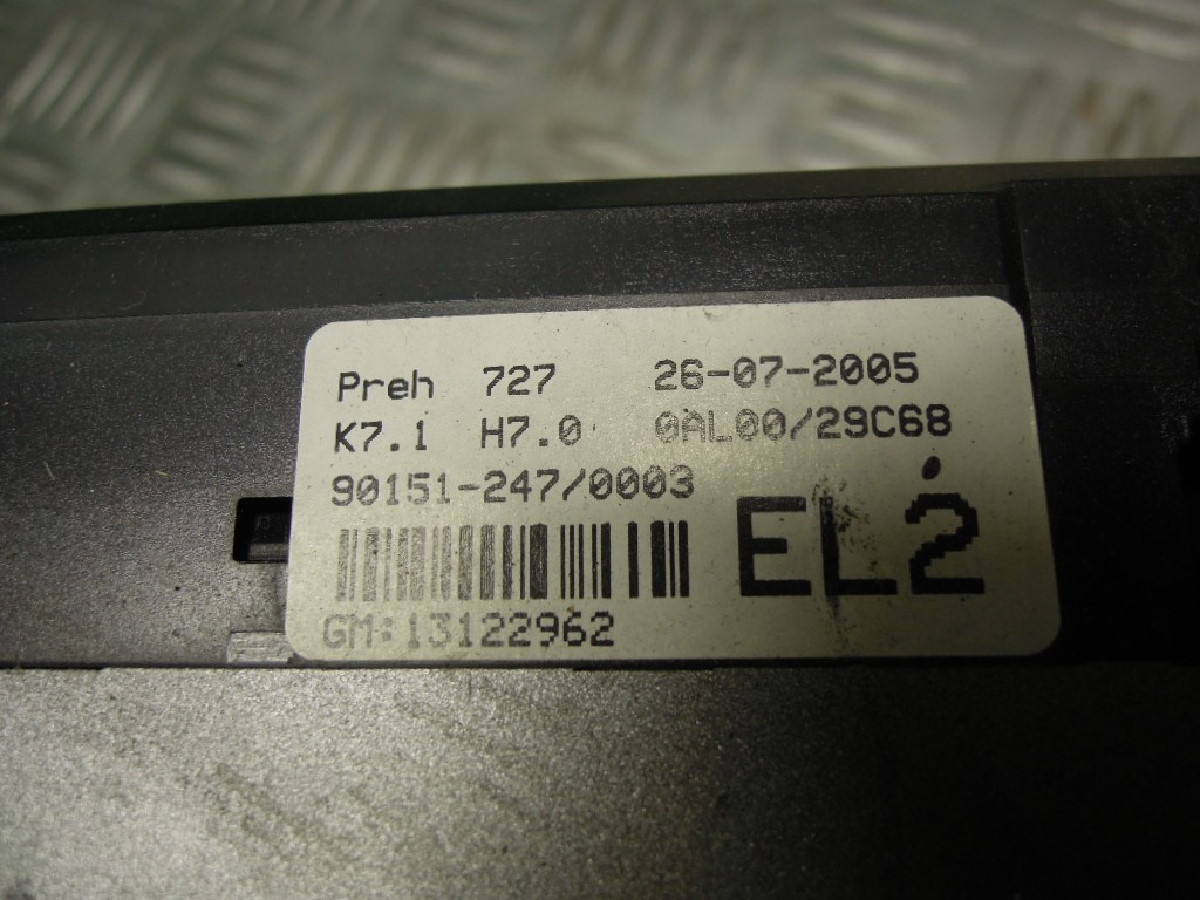 Preh 727 26-07-2005
K7.1 H7.0 0AL00/29C68
90151-247/0003
EL2
GM:13122962